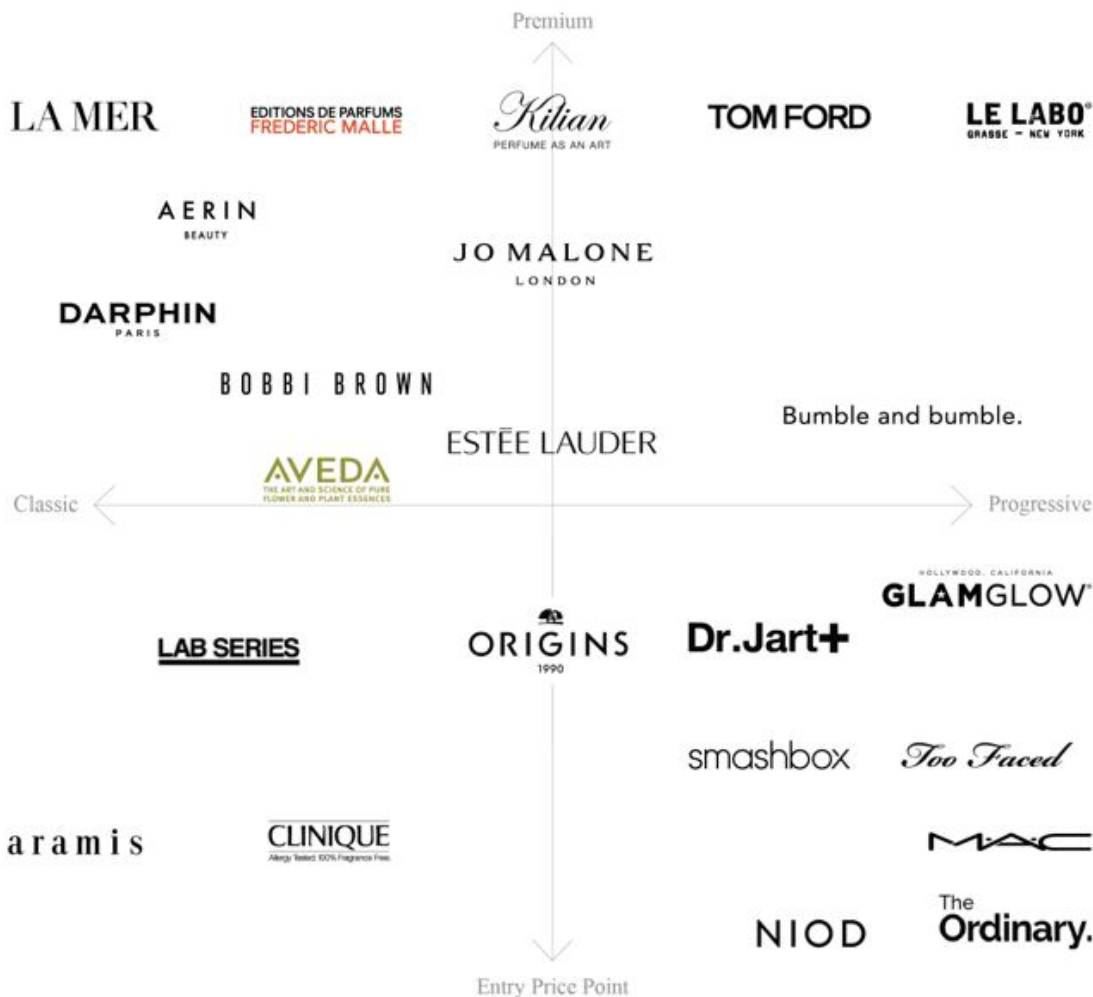 Premium
LA MER
EDITIONS DE PARFUMS
FREDERIC MALLE
Kilian
PERFUME AS AN ART
TOM FORD
LE LABO®
GRASSE – NEW YORK
AERIN
BEAUTY
JO MALONE
LONDON
DARPHIN
PARIS
BOBBI BROWN
Bumble and bumble.
ESTĒE LAUDER
AVEDA
THE ART AND SCIENCE OF PURE
FLOWER AND PLANT ESSENCES
Classic
Progressive
HOLLYWOOD, CALIFORNIA
GLAMGLOW®
LAB SERIES
ORIGINS
1990
Dr.Jart+
smashbox
Too Faced
aramis
CLINIQUE
Allergy Tested. 100% Fragrance Free.
M·A·C
NIOD
The
Ordinary.
Entry Price Point